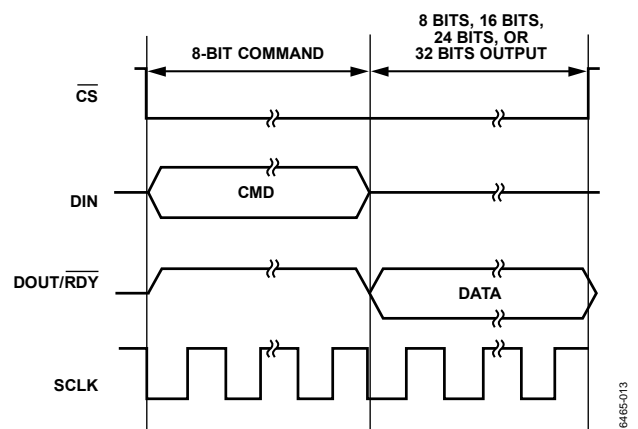 8 BITS, 16 BITS,
24 BITS, OR
32 BITS OUTPUT
8-BIT COMMAND
CS
DIN
CMD
DOUT/RDY
DATA
SCLK
6465-013